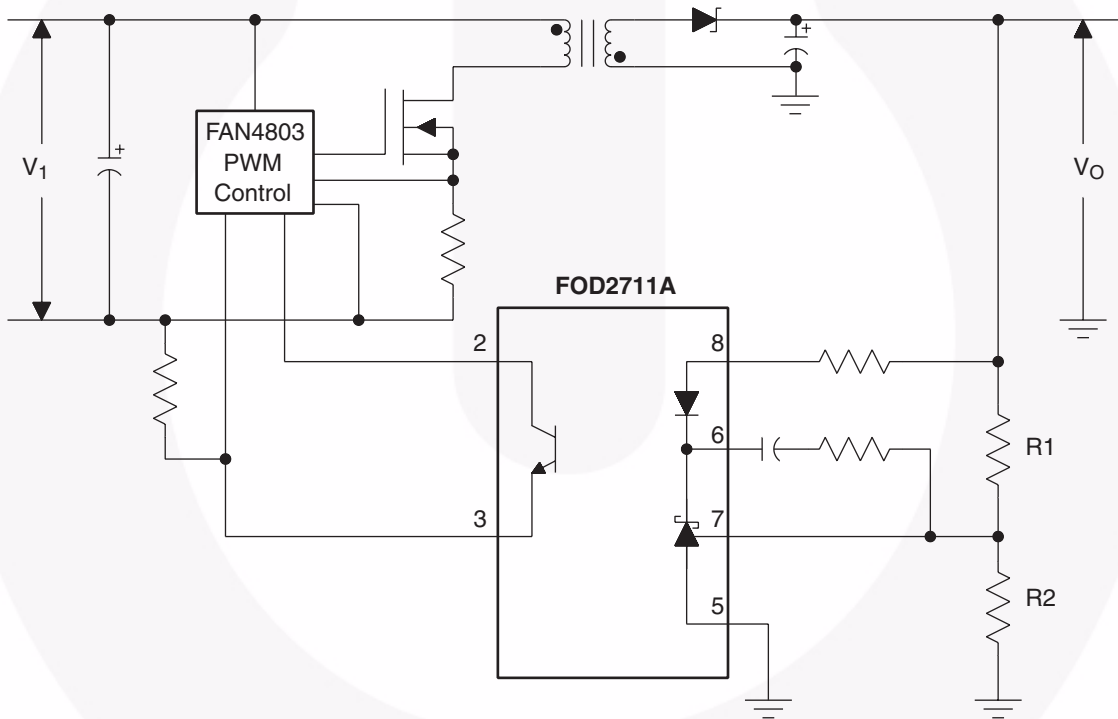 FAN4803
PWM
Control
V1
VO
FOD2711A
2
8
6
R1
3
7
5
R2